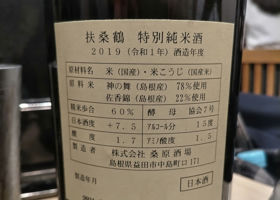 扶桑鶴 特別純米酒
2019(令和1年)酒造年度
原材料名 米(国産)・米こうじ(国産米)
原料米 神の舞(島根産) 78%使用
佐香錦(島根産) 22%使用
精米歩合 60% 酵母 協会7号
日本酒度 +7.5 アルコール分 15度
酸度 1.7 アミノ酸度 1.5
製造者 株式会社 桑原酒場
島根県益田市中島町ロ171
製造年月 日本酒